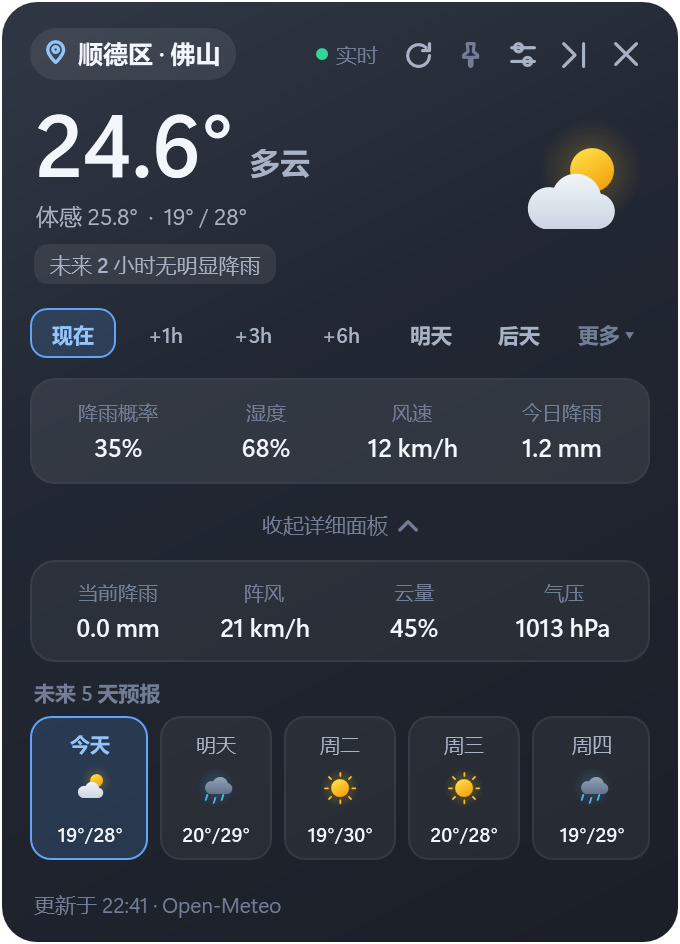 顺德区 · 佛山 实时
24.6° 多云
体感 25.8° · 19° / 28°
未来 2 小时无明显降雨
现在 +1h +3h +6h 明天 后天 更多
降雨概率 湿度 风速 今日降雨
35% 68% 12 km/h 1.2 mm
收起详细面板
当前降雨 阵风 云量 气压
0.0 mm 21 km/h 45% 1013 hPa
未来 5 天预报
今天 明天 周二 周三 周四
19°/28° 20°/29° 19°/30° 20°/28° 19°/29°
更新于 22:41 · Open-Meteo